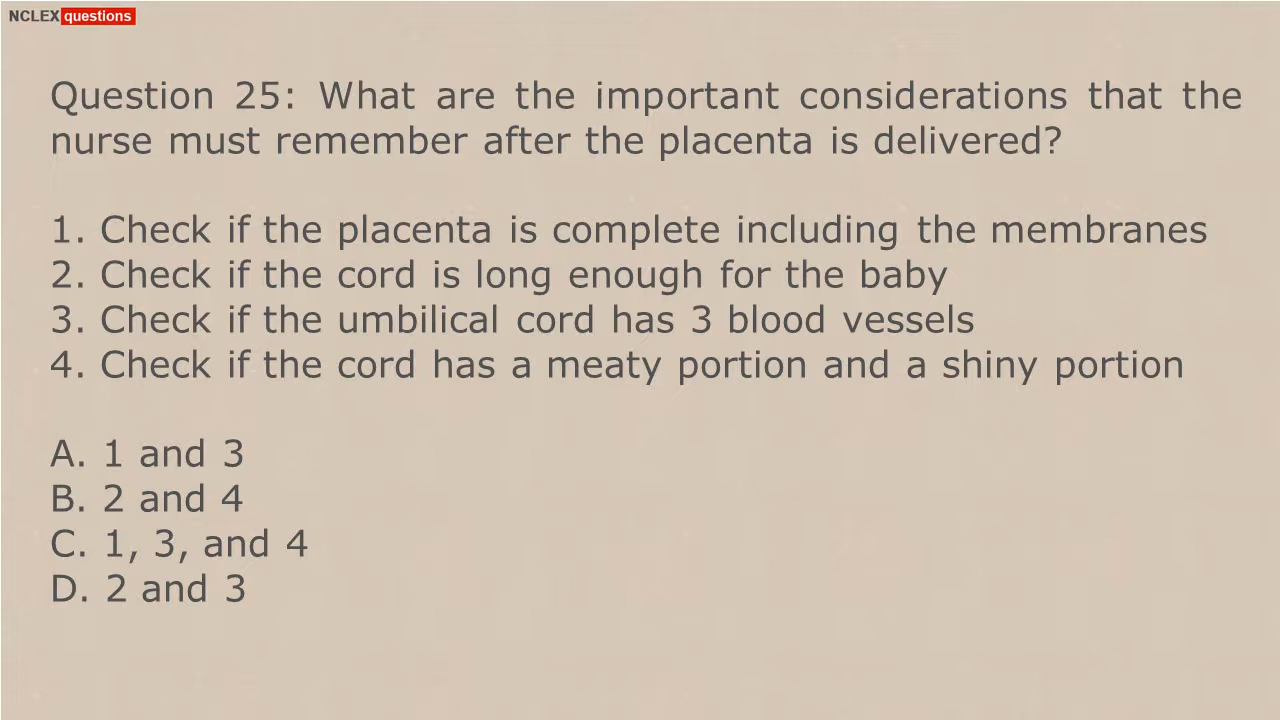 NCLEX questions
Question 25: What are the important considerations that the
nurse must remember after the placenta is delivered?
1. Check if the placenta is complete including the membranes
2. Check if the cord is long enough for the baby
3. Check if the umbilical cord has 3 blood vessels
4. Check if the cord has a meaty portion and a shiny portion
A. 1 and 3
B. 2 and 4
C. 1, 3, and 4
D. 2 and 3